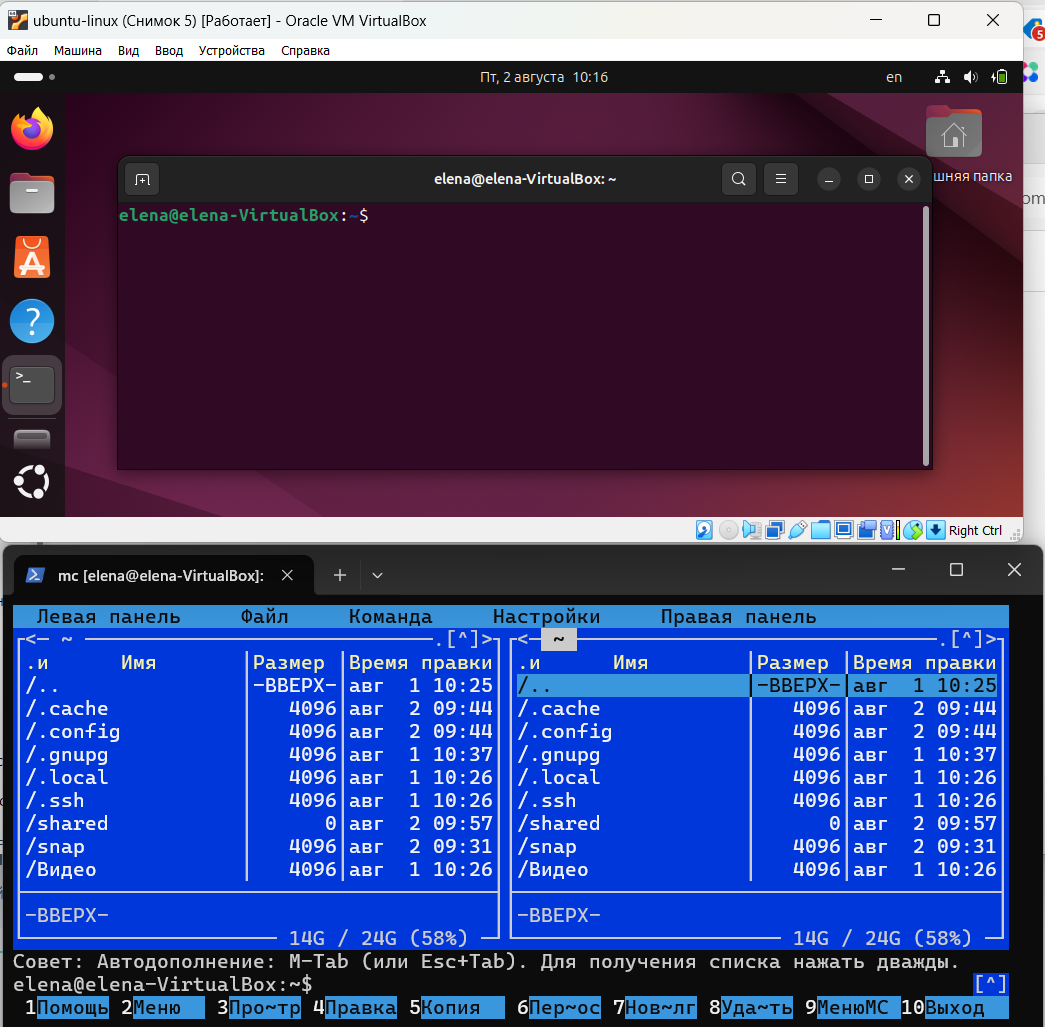 ubuntu-linux (Снимок 5) [Работает] - Oracle VM VirtualBox
Файл Машина Вид Ввод Устройства Справка
Пт, 2 августа 10:16 en
5
elena@elena-VirtualBox: ~
шняя папка
elena@elena-VirtualBox:~$
Right Ctrl
mc [elena@elena-VirtualBox]:
Левая панель Файл Команда Настройки Правая панель
<- ~ .[^]> <- ~ .[^]>
.и Имя Размер Время правки .и Имя Размер Время правки
/.. -ВВЕРХ- авг 1 10:25 /.. -ВВЕРХ- авг 1 10:25
/.cache 4096 авг 2 09:44 /.cache 4096 авг 2 09:44
/.config 4096 авг 2 09:44 /.config 4096 авг 2 09:44
/.gnupg 4096 авг 1 10:37 /.gnupg 4096 авг 1 10:37
/.local 4096 авг 1 10:26 /.local 4096 авг 1 10:26
/.ssh 4096 авг 1 10:26 /.ssh 4096 авг 1 10:26
/shared 0 авг 2 09:57 /shared 0 авг 2 09:57
/snap 4096 авг 2 09:31 /snap 4096 авг 2 09:31
/Видео 4096 авг 1 10:26 /Видео 4096 авг 1 10:26
-ВВЕРХ- -ВВЕРХ-
14G / 24G (58%) 14G / 24G (58%)
Совет: Автодополнение: M-Tab (или Esc+Tab). Для получения списка нажать дважды.
elena@elena-VirtualBox:~$ [^]
1Помощь 2Меню 3Про~тр 4Правка 5Копия 6Пер~ос 7Нов~лг 8Уда~ть 9МенюMC 10Выход